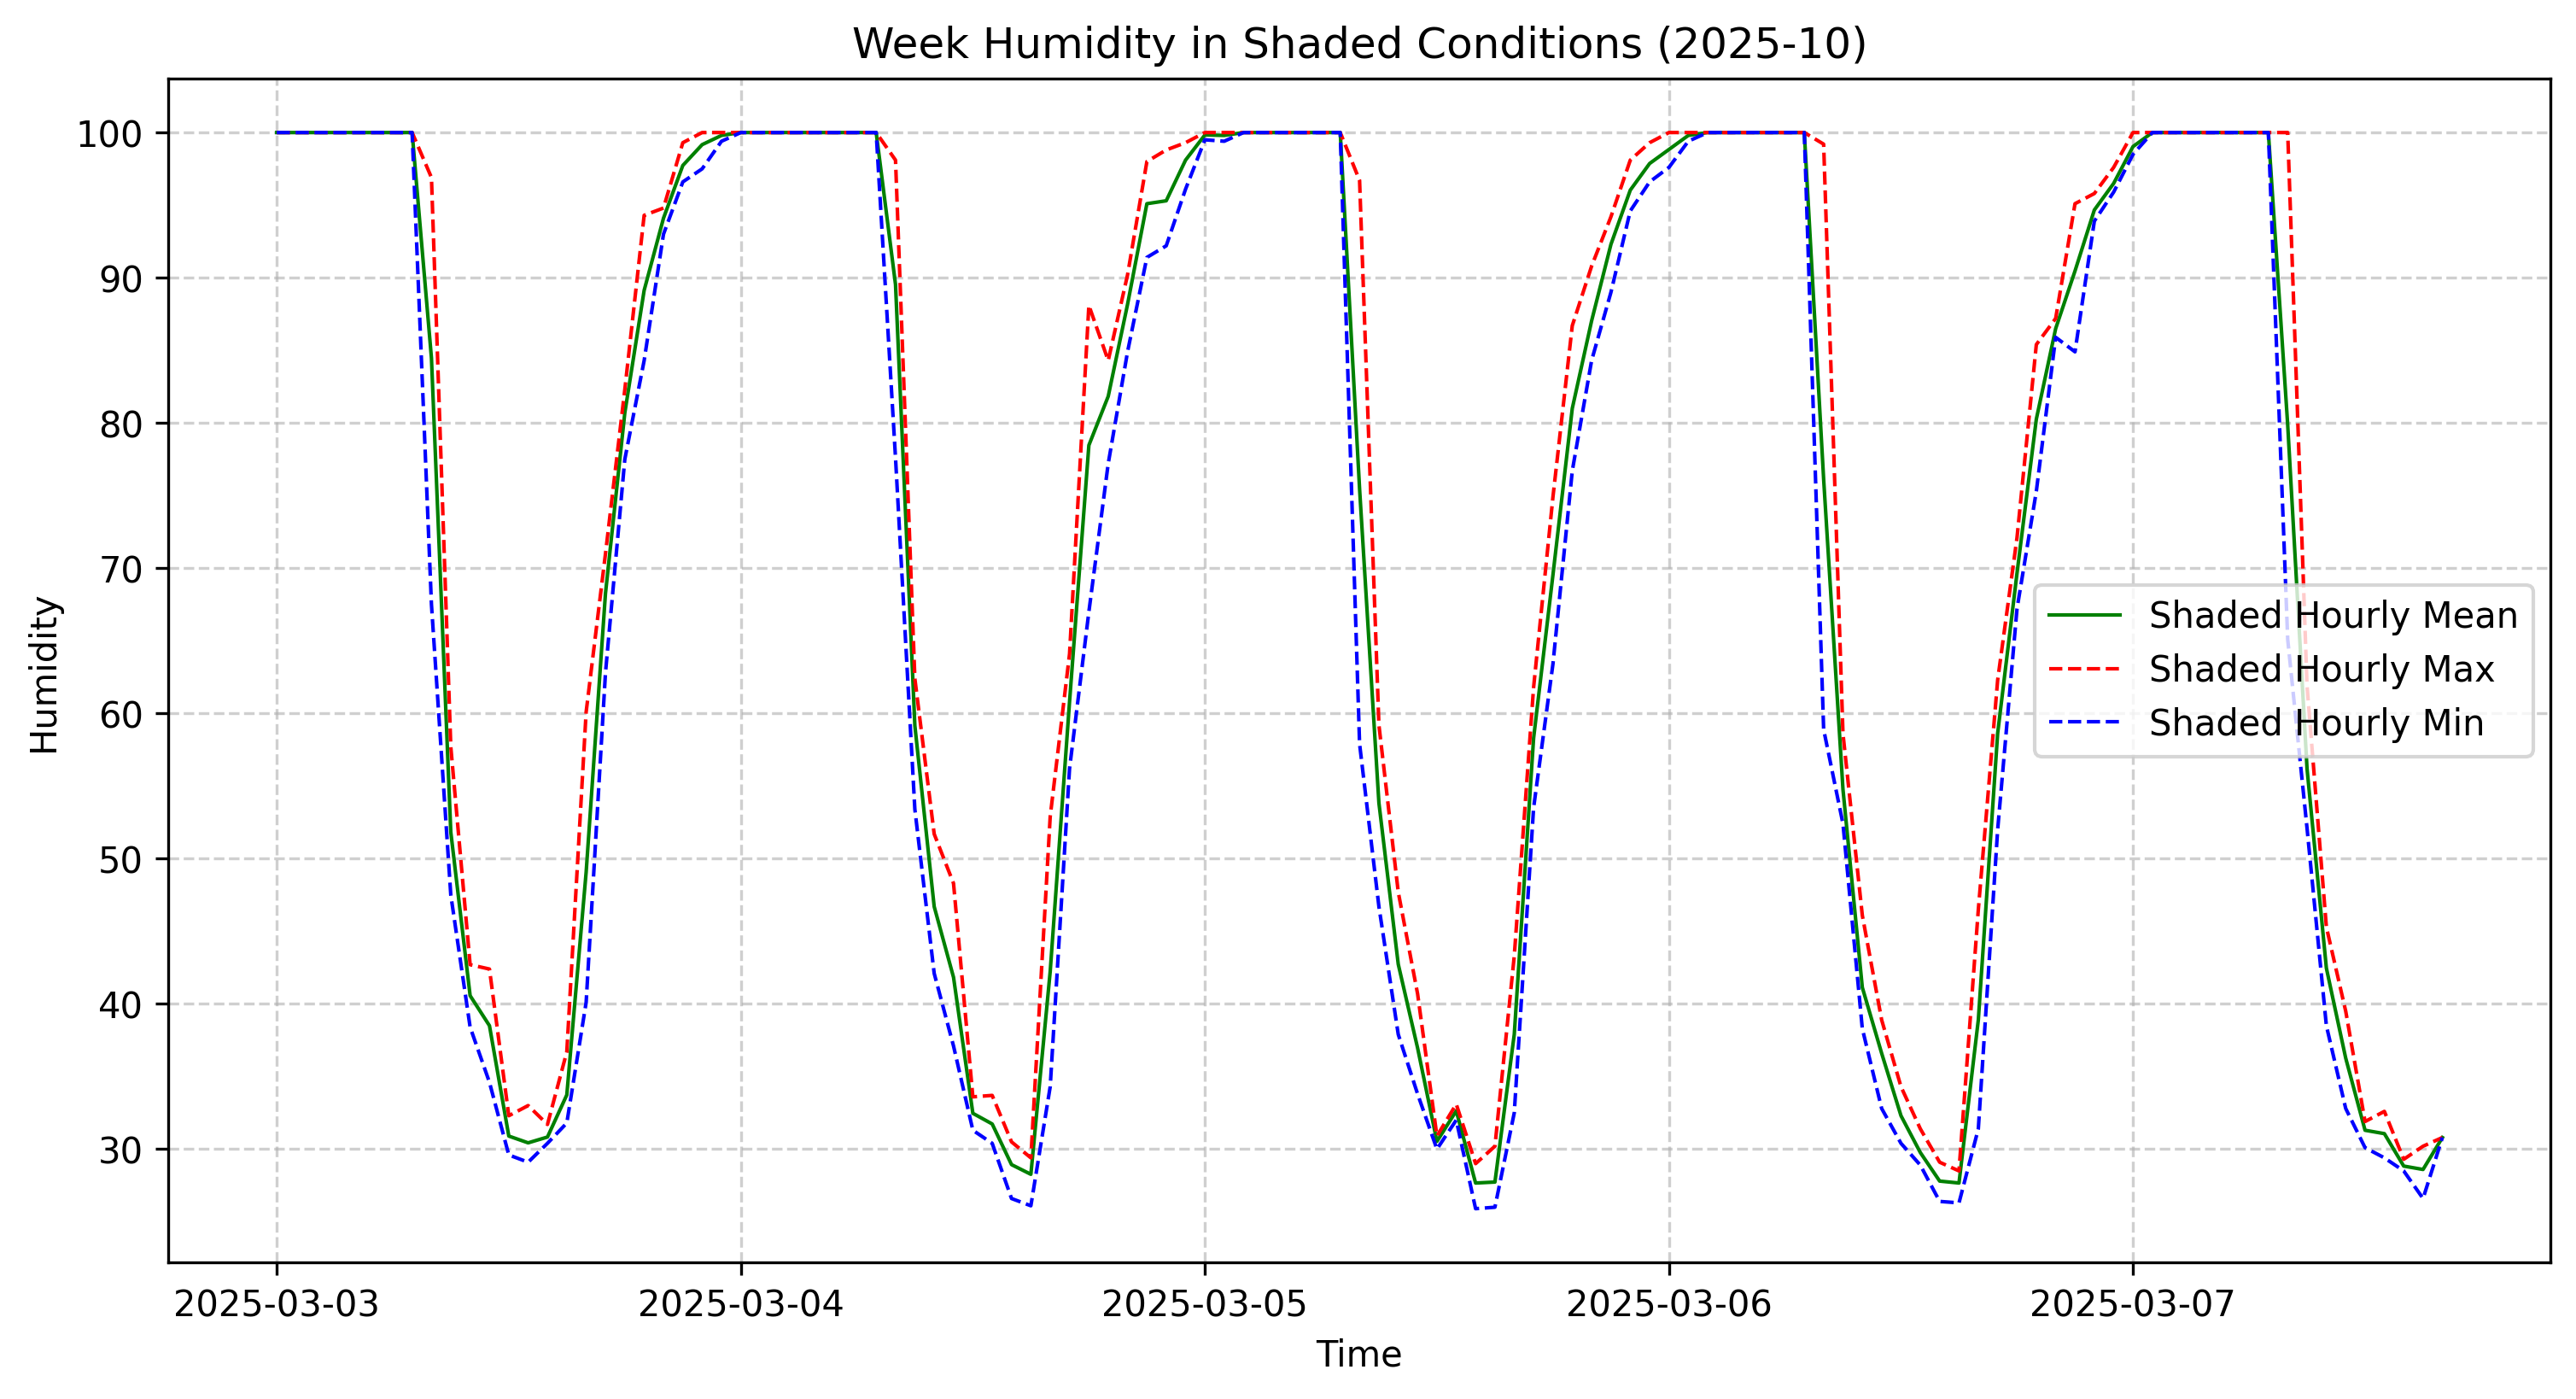 Week Humidity in Shaded Conditions (2025-10)
100
90
80
70
60
50
40
30
Humidity
Shaded Hourly Mean
Shaded Hourly Max
Shaded Hourly Min
2025-03-03 2025-03-04 2025-03-05 2025-03-06 2025-03-07
Time